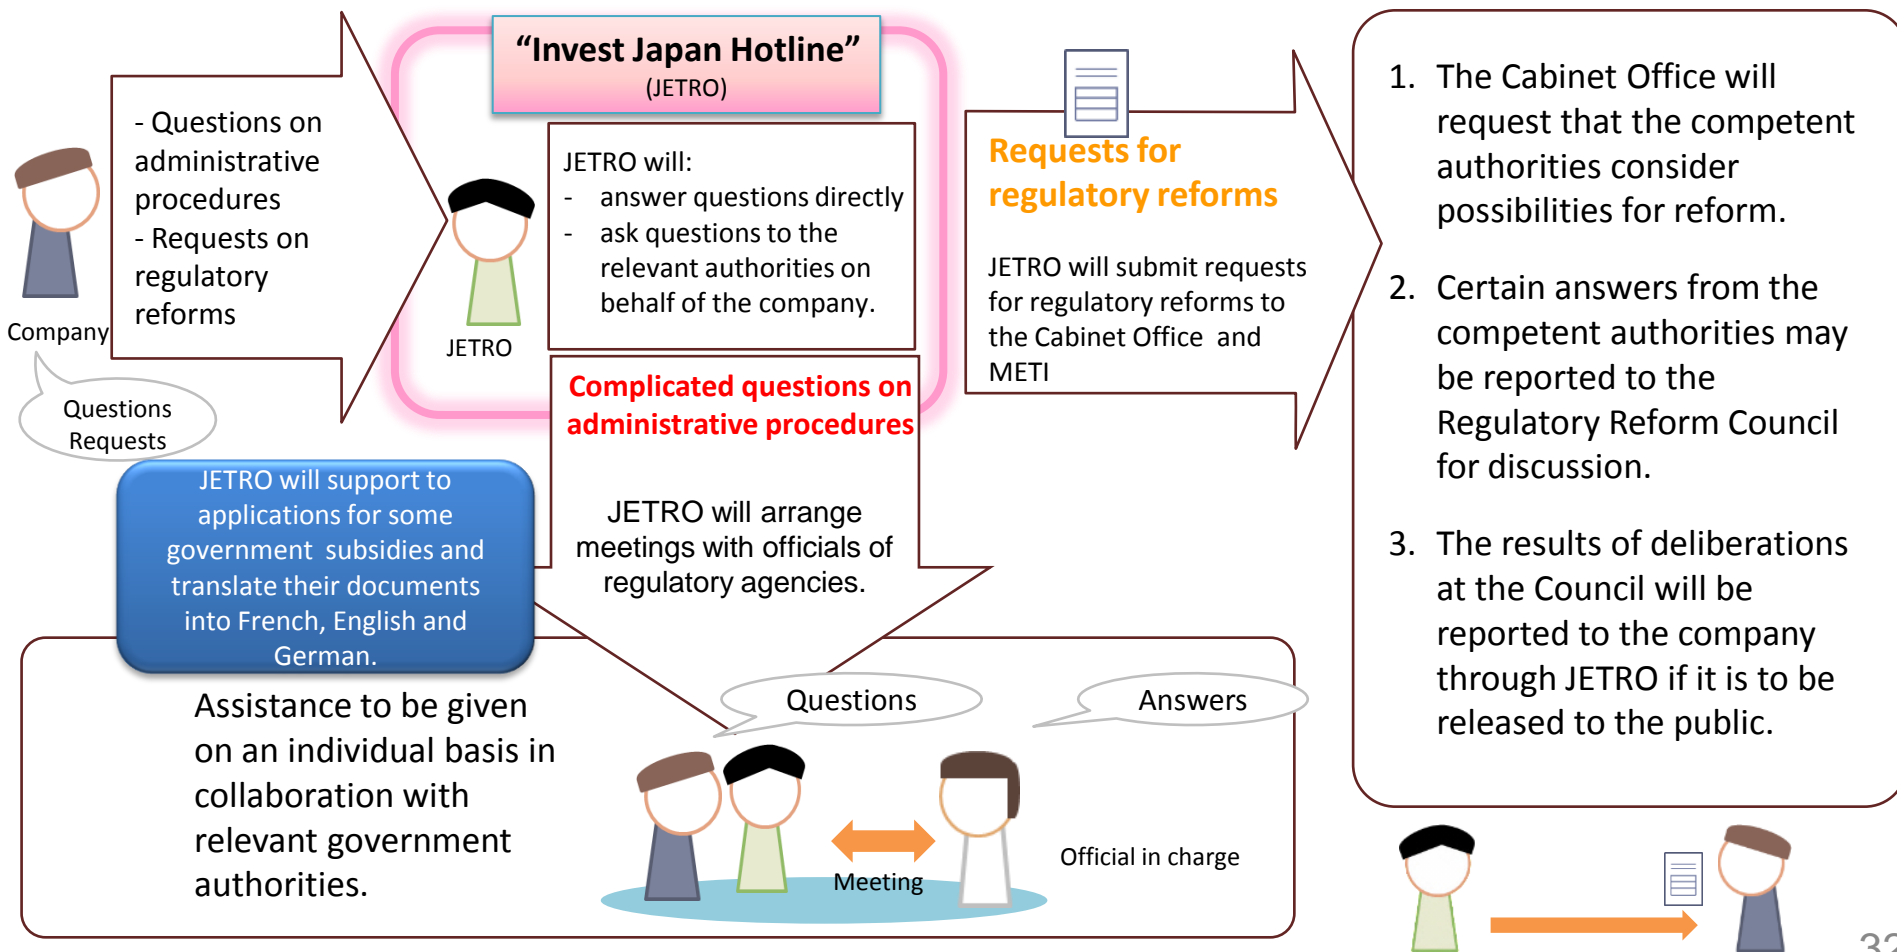 - Questions on
administrative
procedures
- Requests on
regulatory
reforms
Company
Questions
Requests
“Invest Japan Hotline”
(JETRO)
JETRO
JETRO will:
- answer questions directly
- ask questions to the
relevant authorities on
behalf of the company.
Complicated questions on
administrative procedures
JETRO will arrange
meetings with officials of
regulatory agencies.
JETRO will support to
applications for some
government subsidies and
translate their documents
into French, English and
German.
Assistance to be given
on an individual basis in
collaboration with
relevant government
authorities.
Questions
Answers
Meeting
Official in charge
Requests for
regulatory reforms
JETRO will submit requests
for regulatory reforms to
the Cabinet Office and
METI
1. The Cabinet Office will
request that the competent
authorities consider
possibilities for reform.
2. Certain answers from the
competent authorities may
be reported to the
Regulatory Reform Council
for discussion.
3. The results of deliberations
at the Council will be
reported to the company
through JETRO if it is to be
released to the public.
32